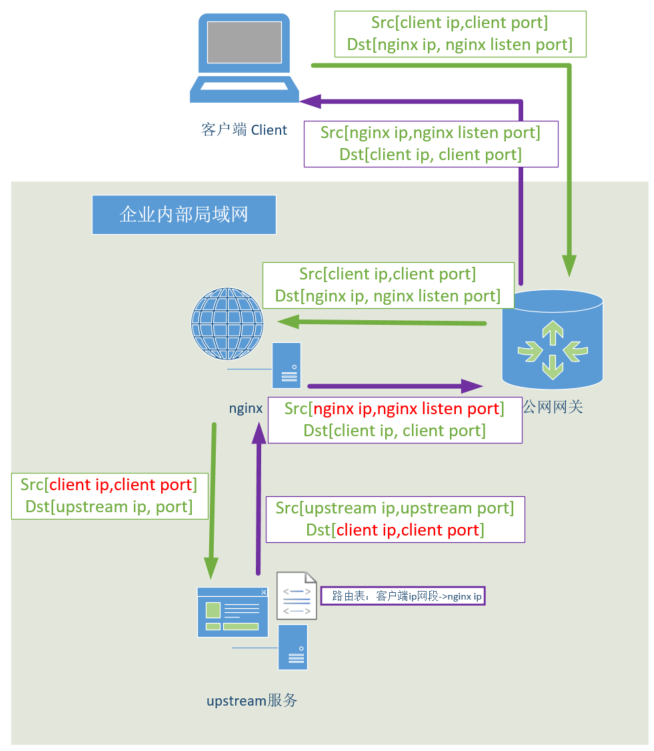 Src[client ip,client port]
Dst[nginx ip, nginx listen port]
客户端 Client
Src[nginx ip,nginx listen port]
Dst[client ip, client port]
企业内部局域网
Src[client ip,client port]
Dst[nginx ip, nginx listen port]
nginx
Src[nginx ip,nginx listen port]
Dst[client ip, client port]
公网网关
Src[client ip,client port]
Dst[upstream ip, port]
Src[upstream ip,upstream port]
Dst[client ip,client port]
路由表：客户端ip网段->nginx ip
upstream服务